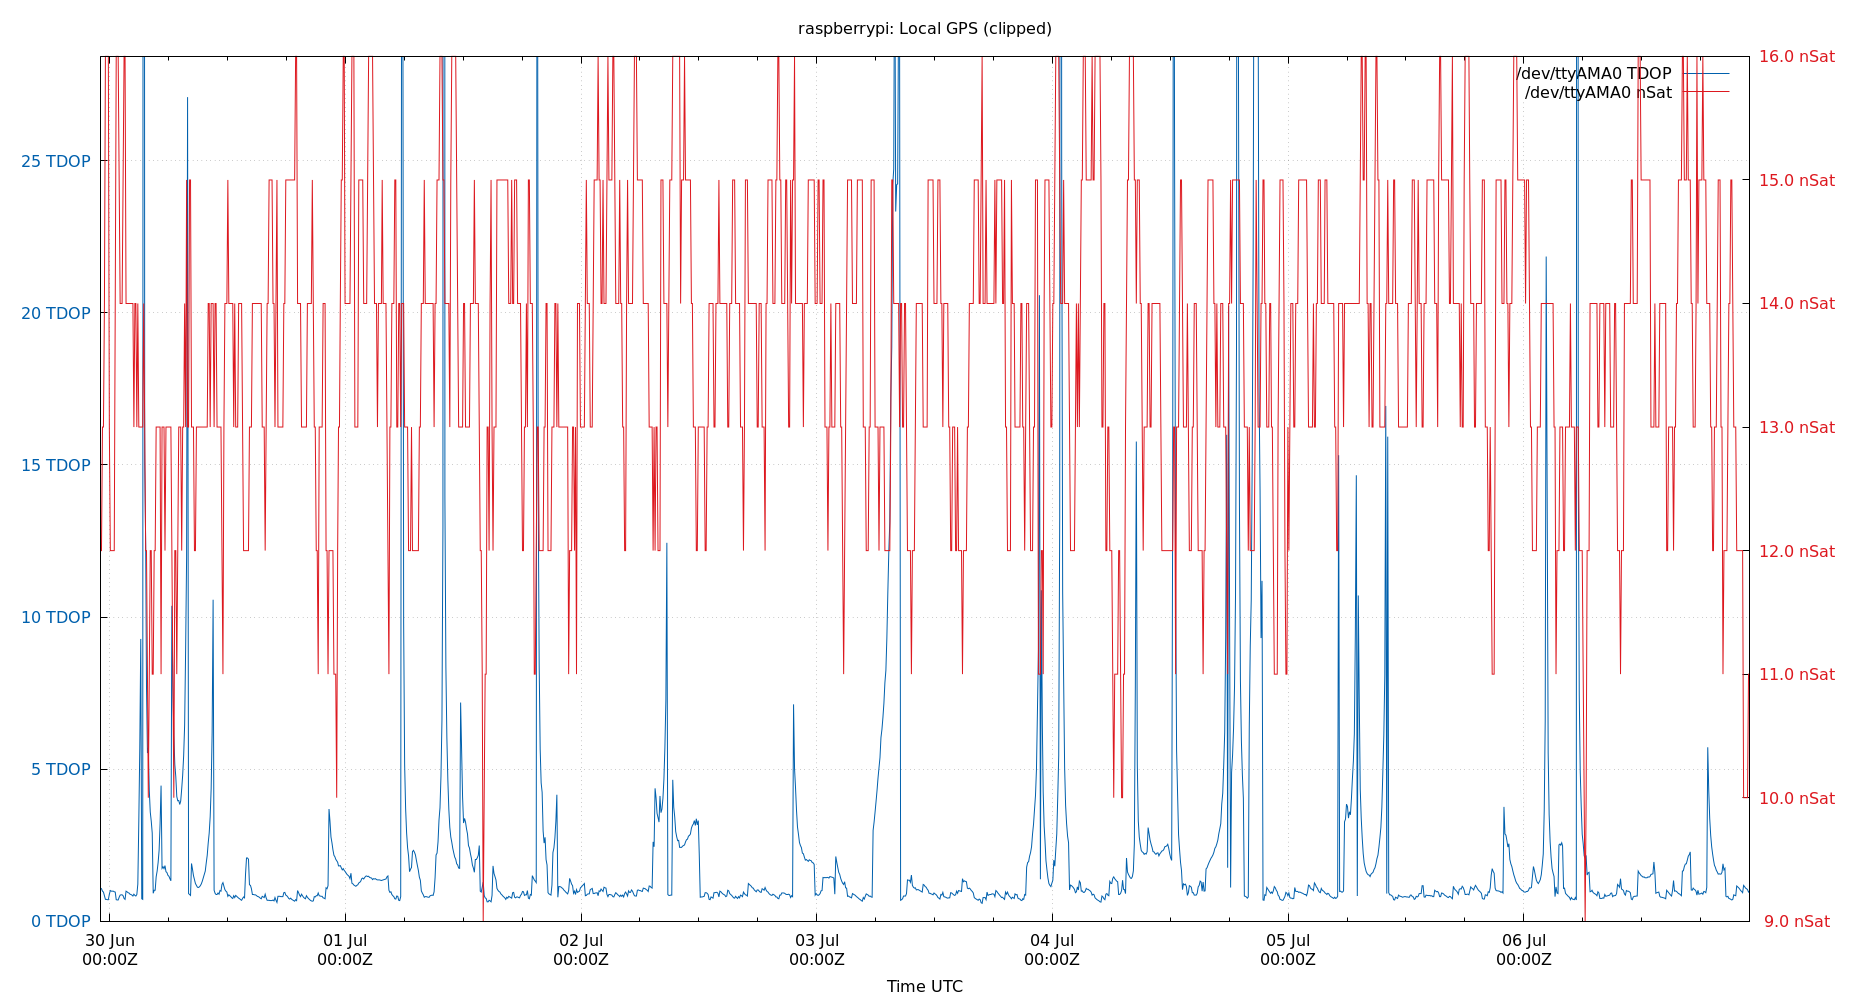 raspberrypi: Local GPS (clipped)
16.0 nSat
/dev/ttyAMA0 TDOP
/dev/ttyAMA0 nSat
25 TDOP
15.0 nSat
20 TDOP
14.0 nSat
15 TDOP
13.0 nSat
12.0 nSat
10 TDOP
11.0 nSat
5 TDOP
10.0 nSat
0 TDOP
9.0 nSat
30 Jun
00:00Z
01 Jul
00:00Z
02 Jul
00:00Z
03 Jul
00:00Z
04 Jul
00:00Z
05 Jul
00:00Z
06 Jul
00:00Z
Time UTC